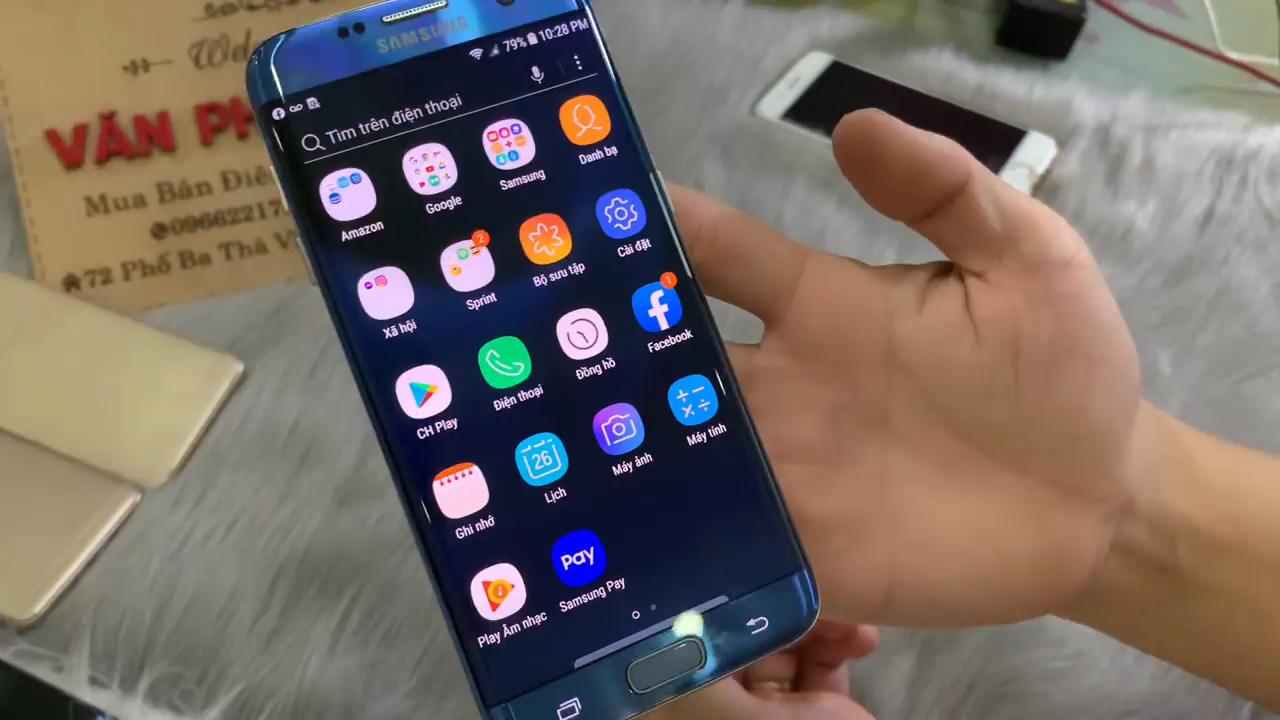 Wel
VĂN PH
Mua Bán Điệ
@09662217
72 Phố Ba Thá V
SAMSUNG
79% 10:28 PM
Tìm trên điện thoại
Amazon
Google
Samsung
Danh bạ
Xã hội
Sprint
2
Bộ sưu tập
Cài đặt
CH Play
Điện thoại
Đồng hồ
Facebook
1
Ghi nhớ
26
Lịch
Máy ảnh
Máy tính
Play Âm nhạc
pay
Samsung Pay